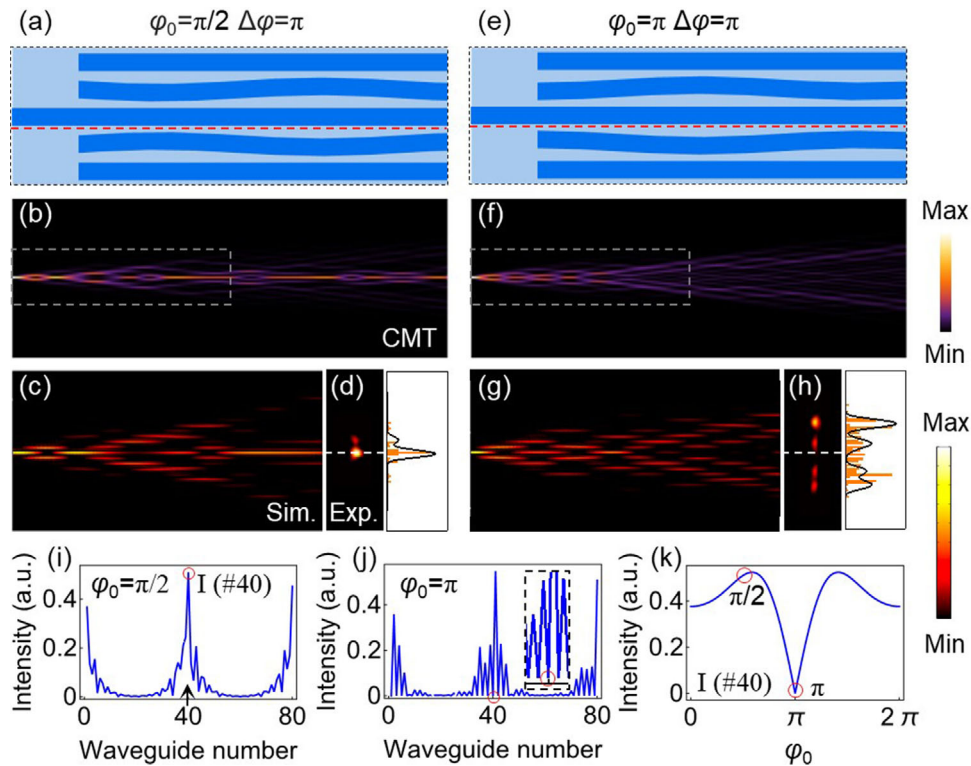 (a) φ₀=π/2 Δφ=π
(e) φ₀=π Δφ=π
(b)
CMT
(f)
Max
Min
(c)
Sim.
(d)
Exp.
(g)
(h)
Max
Min
(i)
φ₀=π/2
I (#40)
Intensity (a.u.)
0.4
0.2
0
0 40 80
Waveguide number
(j)
φ₀=π
Intensity (a.u.)
0.4
0.2
0
0 40 80
Waveguide number
(k)
π/2
I (#40)
π
Intensity (a.u.)
0.4
0.2
0
0 π 2 π
φ₀